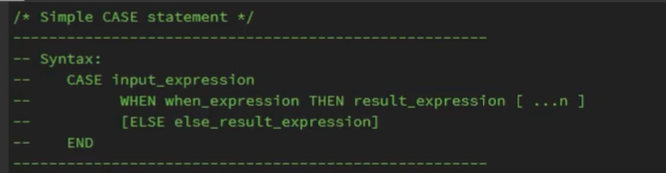 /* Simple CASE statement */
-----------------------------------------------------
-- Syntax:
--    CASE input_expression
--          WHEN when_expression THEN result_expression [ ...n ]
--          [ELSE else_result_expression]
--    END
-----------------------------------------------------